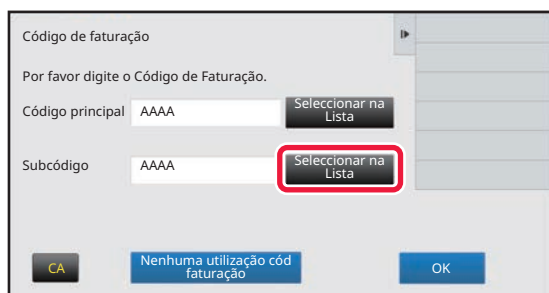 Código de faturação
Por favor digite o Código de Faturação.
Código principal AAAA Seleccionar na
Lista
Subcódigo AAAA Seleccionar na
Lista
CA Nenhuma utilização cód
faturação OK